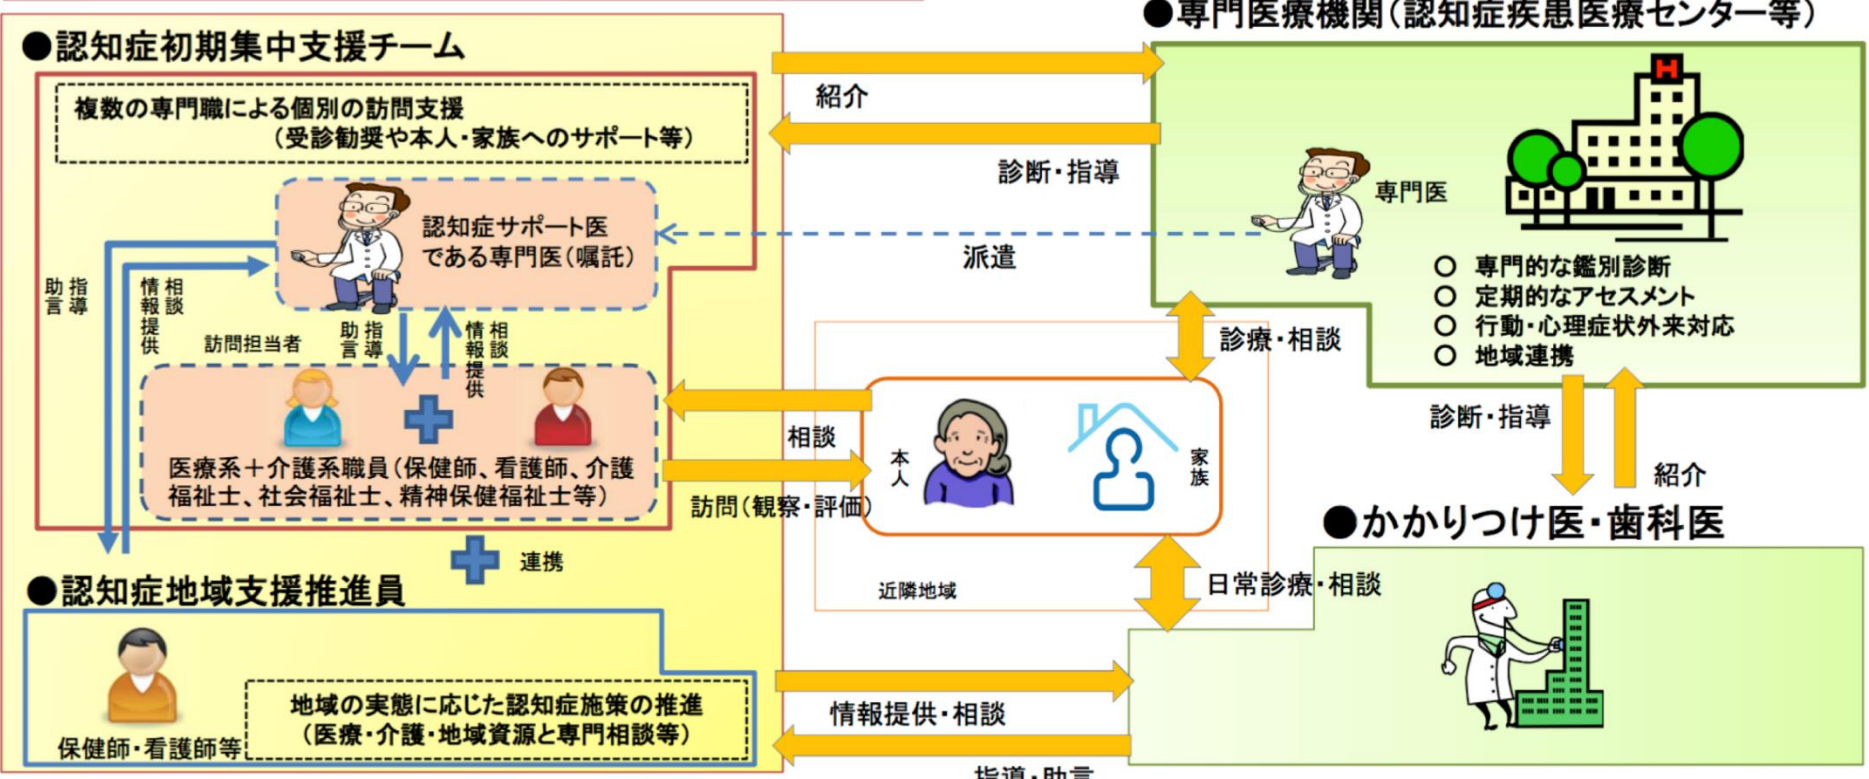 ●認知症初期集中支援チーム
複数の専門職による個別の訪問支援
(受診勧奨や本人・家族へのサポート等)
認知症サポート医
である専門医(嘱託)
指導
助言
相談
情報提供
訪問担当者
指導
助言
相談
情報提供
医療系+介護系職員(保健師、看護師、介護
福祉士、社会福祉士、精神保健福祉士等)
連携
●認知症地域支援推進員
保健師・看護師等
地域の実態に応じた認知症施策の推進
(医療・介護・地域資源と専門相談等)
紹介
診断・指導
派遣
相談
訪問(観察・評価)
本人
家族
近隣地域
診療・相談
日常診療・相談
情報提供・相談
指導・助言
●専門医療機関(認知症疾患医療センター等)
H
専門医
○ 専門的な鑑別診断
○ 定期的なアセスメント
○ 行動・心理症状外来対応
○ 地域連携
診断・指導
紹介
●かかりつけ医・歯科医